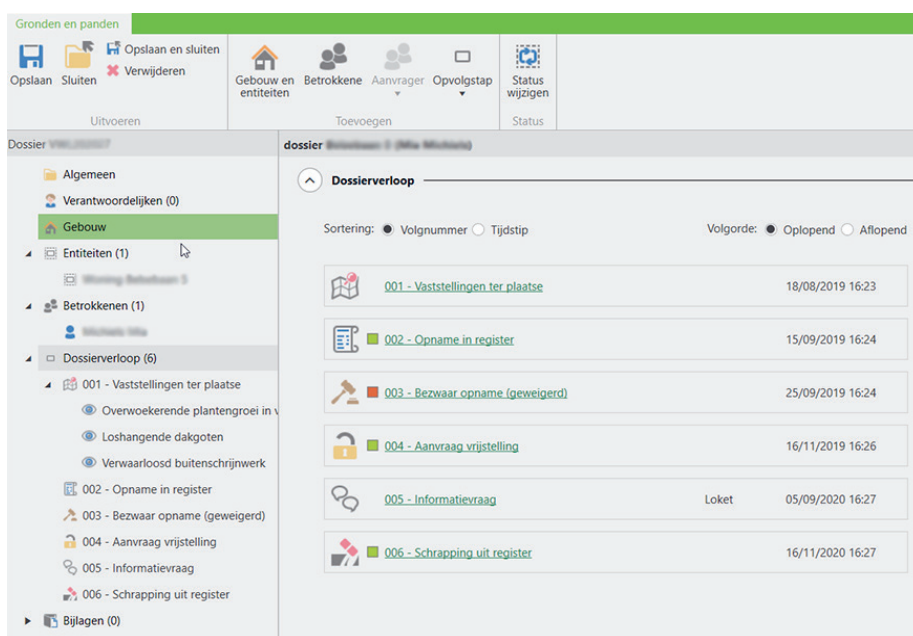 Gronden en panden
Opslaan
Sluiten
Opslaan en sluiten
Verwijderen
Uitvoeren
Gebouw en entiteiten
Betrokkene
Aanvrager
Opvolgstap
Toevoegen
Status wijzigen
Status
Dossier
Algemeen
Verantwoordelijken (0)
Gebouw
Entiteiten (1)
Betrokkenen (1)
Dossierverloop (6)
001 - Vaststellingen ter plaatse
Overwoekerende plantengroei in
Loshangende dakgoten
Verwaarloosd buitenschrijnwerk
002 - Opname in register
003 - Bezwaar opname (geweigerd)
004 - Aanvraag vrijstelling
005 - Informatievraag
006 - Schrapping uit register
Bijlagen (0)
dossier
Dossierverloop
Sortering: Volgnummer Tijdstip Volgorde: Oplopend Aflopend
001 - Vaststellingen ter plaatse 18/08/2019 16:23
002 - Opname in register 15/09/2019 16:24
003 - Bezwaar opname (geweigerd) 25/09/2019 16:24
004 - Aanvraag vrijstelling 16/11/2019 16:26
005 - Informatievraag Loket 05/09/2020 16:27
006 - Schrapping uit register 16/11/2020 16:27